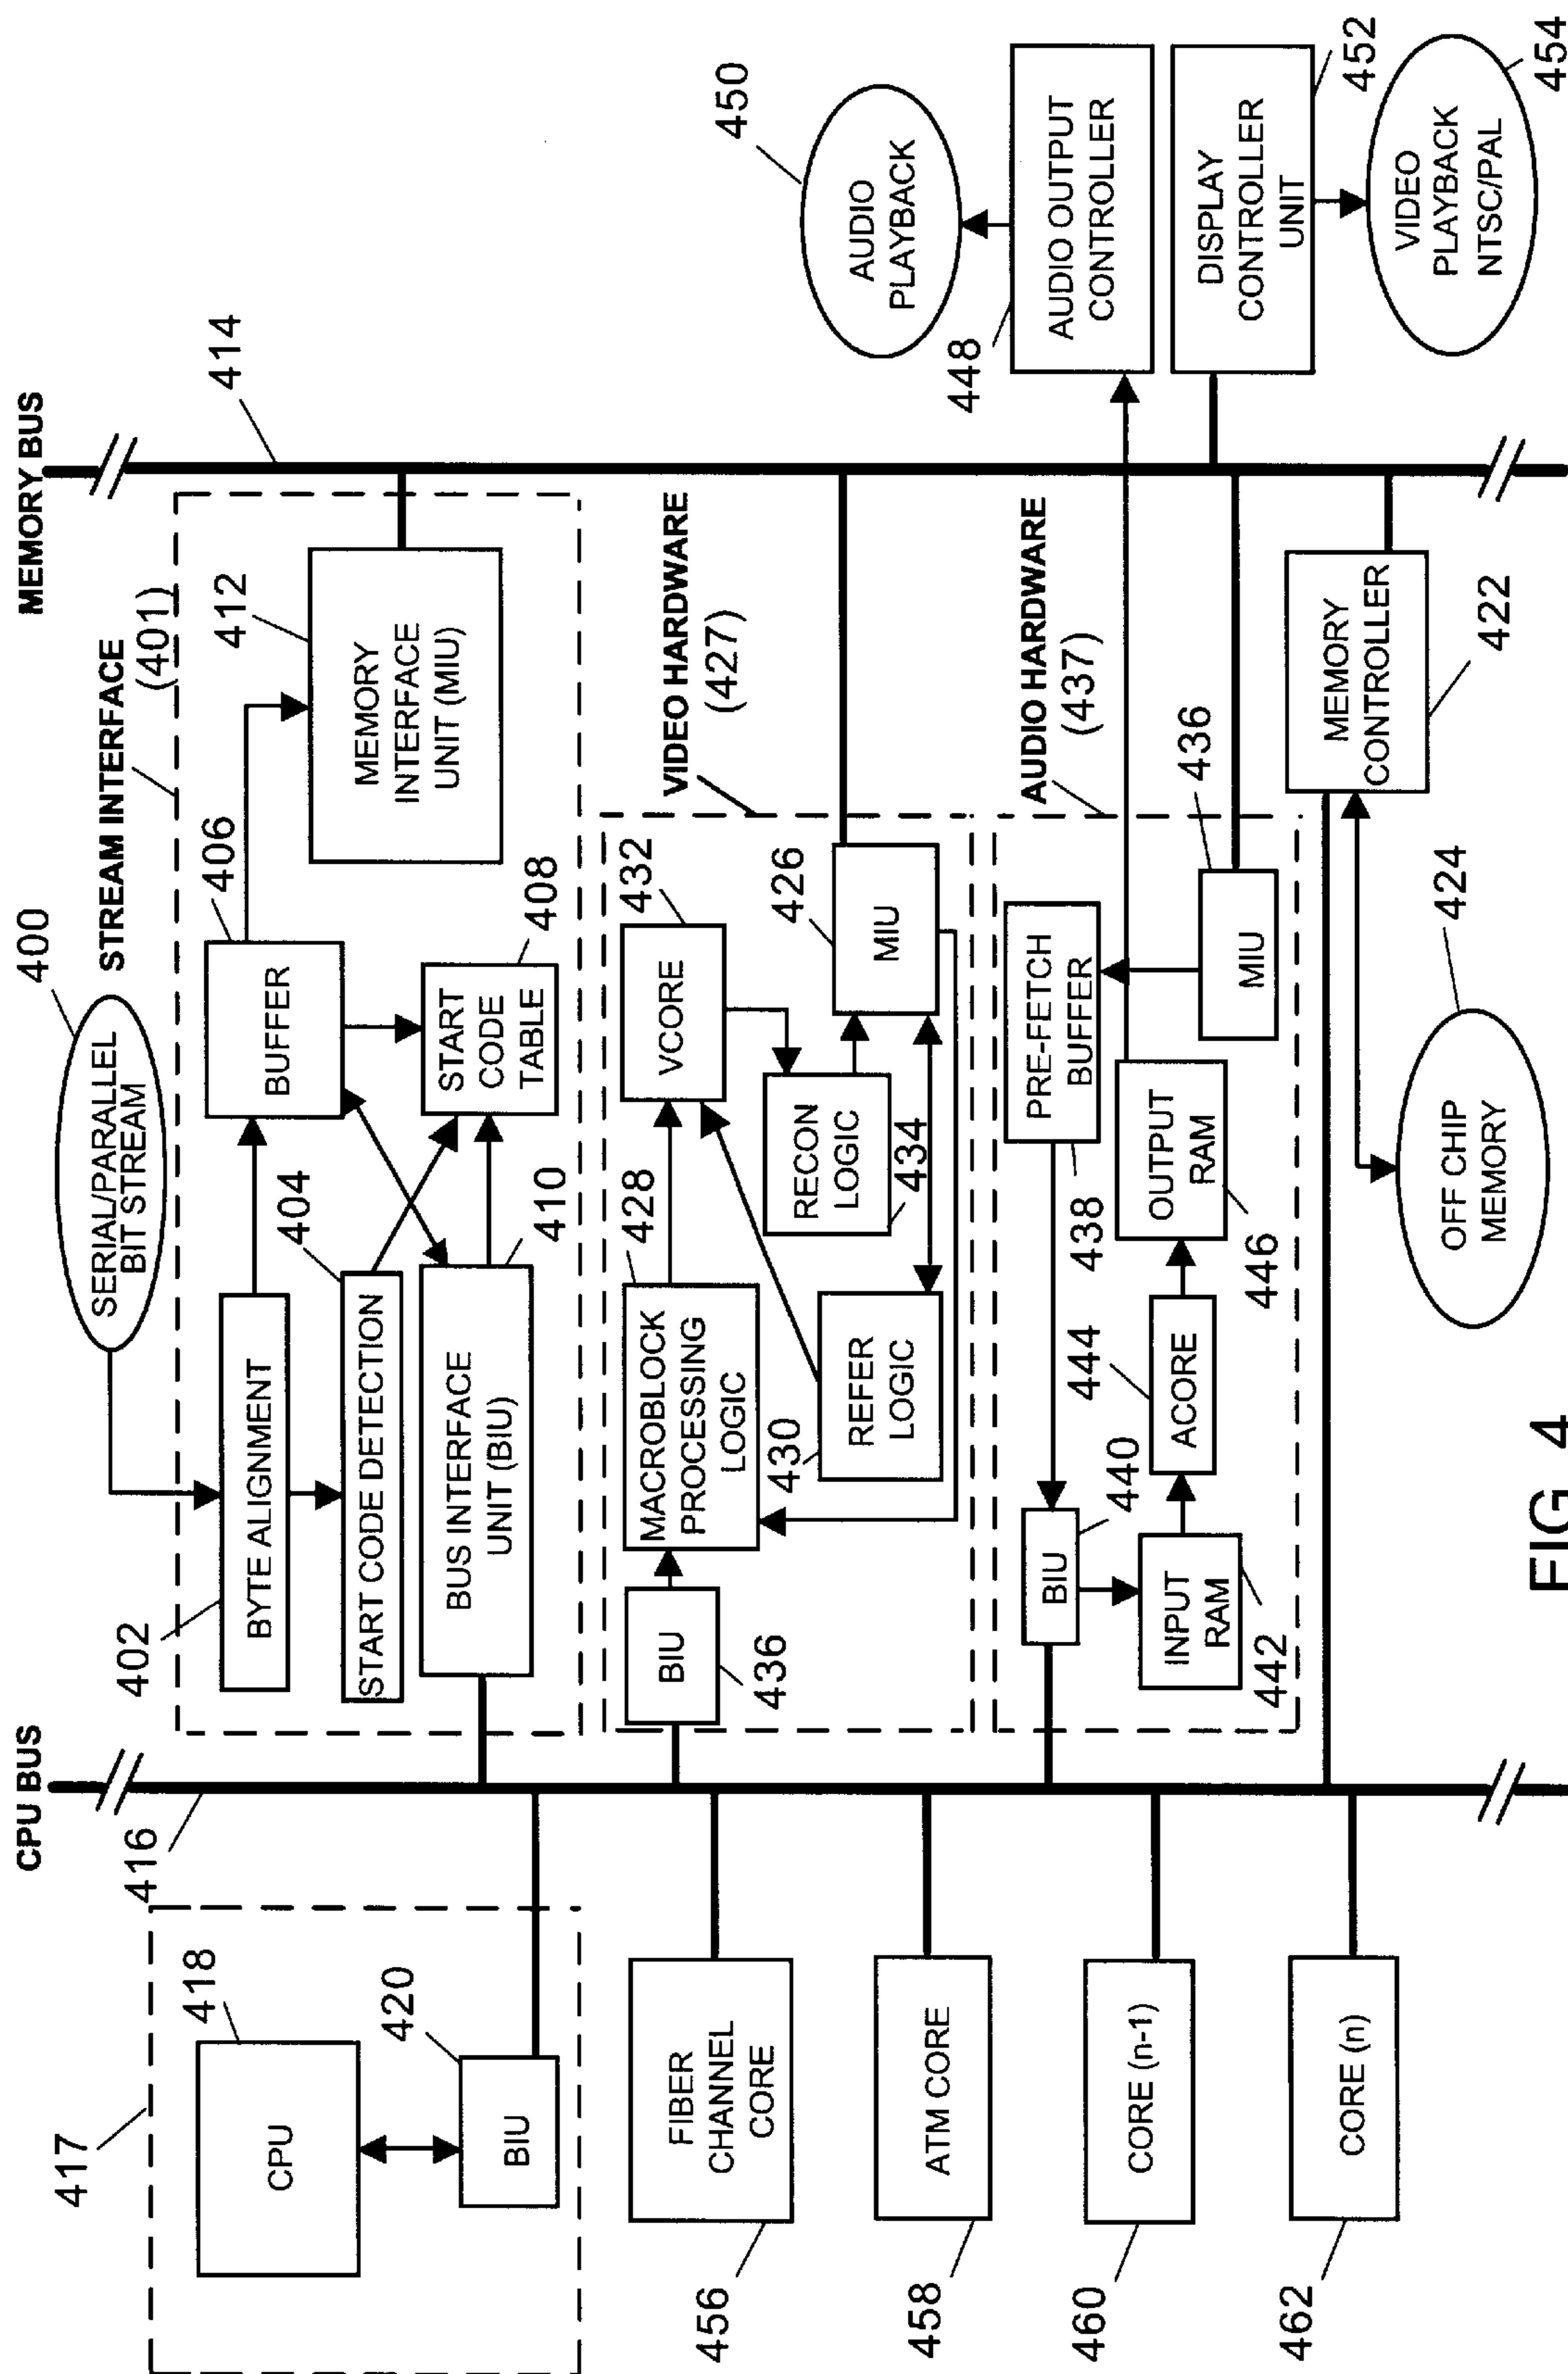 CPU BUS
MEMORY BUS
416
414
417
418
CPU
420
BIU
400
SERIAL/PARALLEL
BIT STREAM
STREAM INTERFACE
(401)
402
BYTE ALIGNMENT
404
START CODE DETECTION
406
BUFFER
408
START
CODE
TABLE
410
BUS INTERFACE
UNIT (BIU)
412
MEMORY
INTERFACE
UNIT (MIU)
VIDEO HARDWARE
(427)
BIU
436
428
MACROBLOCK
PROCESSING
LOGIC
432
VCORE
426
MIU
RECON
LOGIC
434
430
REFER
LOGIC
AUDIO HARDWARE
(437)
PRE-FETCH
BUFFER
438
BIU
440
INPUT
RAM
442
444
ACORE
OUTPUT
RAM
446
436
MIU
450
AUDIO
PLAYBACK
448
AUDIO OUTPUT
CONTROLLER
DISPLAY
CONTROLLER
UNIT
452
VIDEO
PLAYBACK
NTSC/PAL
454
MEMORY
CONTROLLER
422
424
OFF CHIP
MEMORY
FIBER
CHANNEL
CORE
456
ATM CORE
458
CORE (n-1)
460
CORE (n)
462
FIG 4